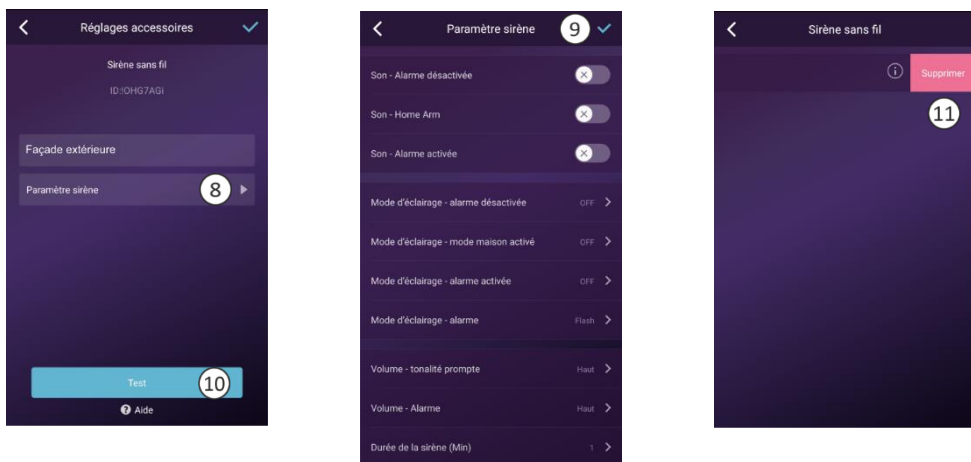 Réglages accessoires
Sirène sans fil
ID:!OHG7AGi
Façade extérieure
Paramètre sirène
8
Test
10
Aide
Paramètre sirène
9
Son - Alarme désactivée
Son - Home Arm
Son - Alarme activée
Mode d'éclairage - alarme désactivée OFF
Mode d'éclairage - mode maison activé OFF
Mode d'éclairage - alarme activée OFF
Mode d'éclairage - alarme Flash
Volume - tonalité prompte Haut
Volume - Alarme Haut
Durée de la sirène (Min) 1
Sirène sans fil
Supprimer
11